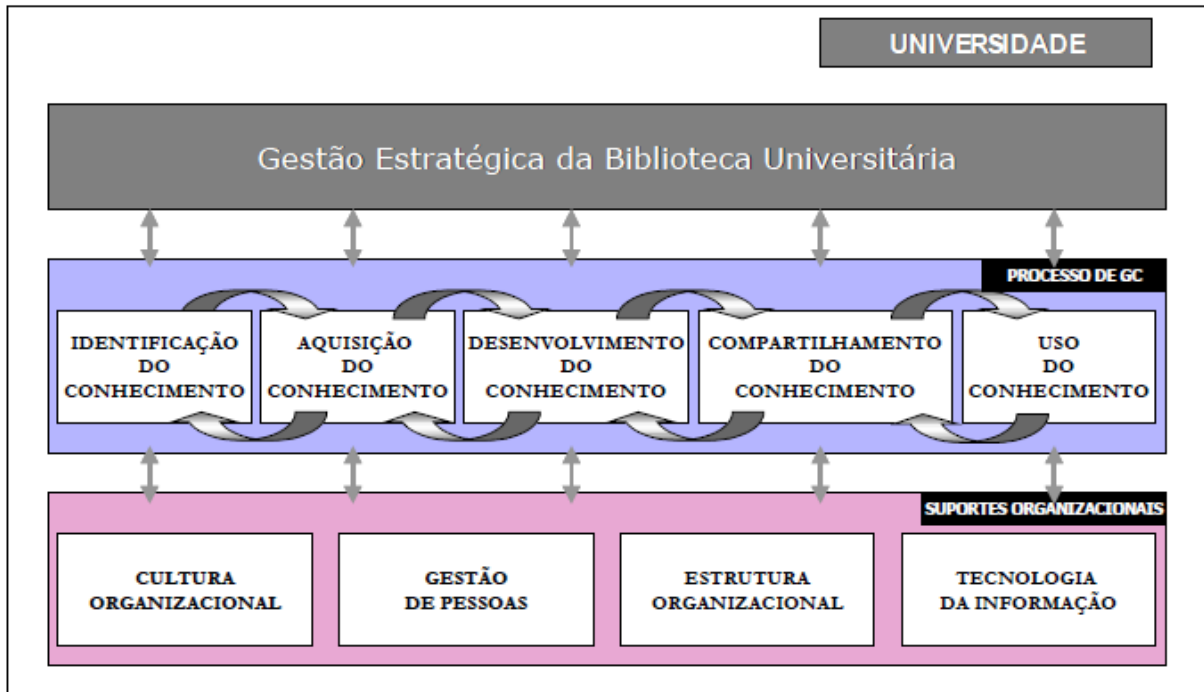 UNIVERSIDADE
Gestão Estratégica da Biblioteca Universitária
PROCESSO DE GC
IDENTIFICAÇÃO
DO
CONHECIMENTO
AQUISIÇÃO
DO
CONHECIMENTO
DESENVOLVIMENTO
DO
CONHECIMENTO
COMPARTILHAMENTO
DO
CONHECIMENTO
USO
DO
CONHECIMENTO
SUPORTES ORGANIZACIONAIS
CULTURA
ORGANIZACIONAL
GESTÃO
DE PESSOAS
ESTRUTURA
ORGANIZACIONAL
TECNOLOGIA
DA INFORMAÇÃO